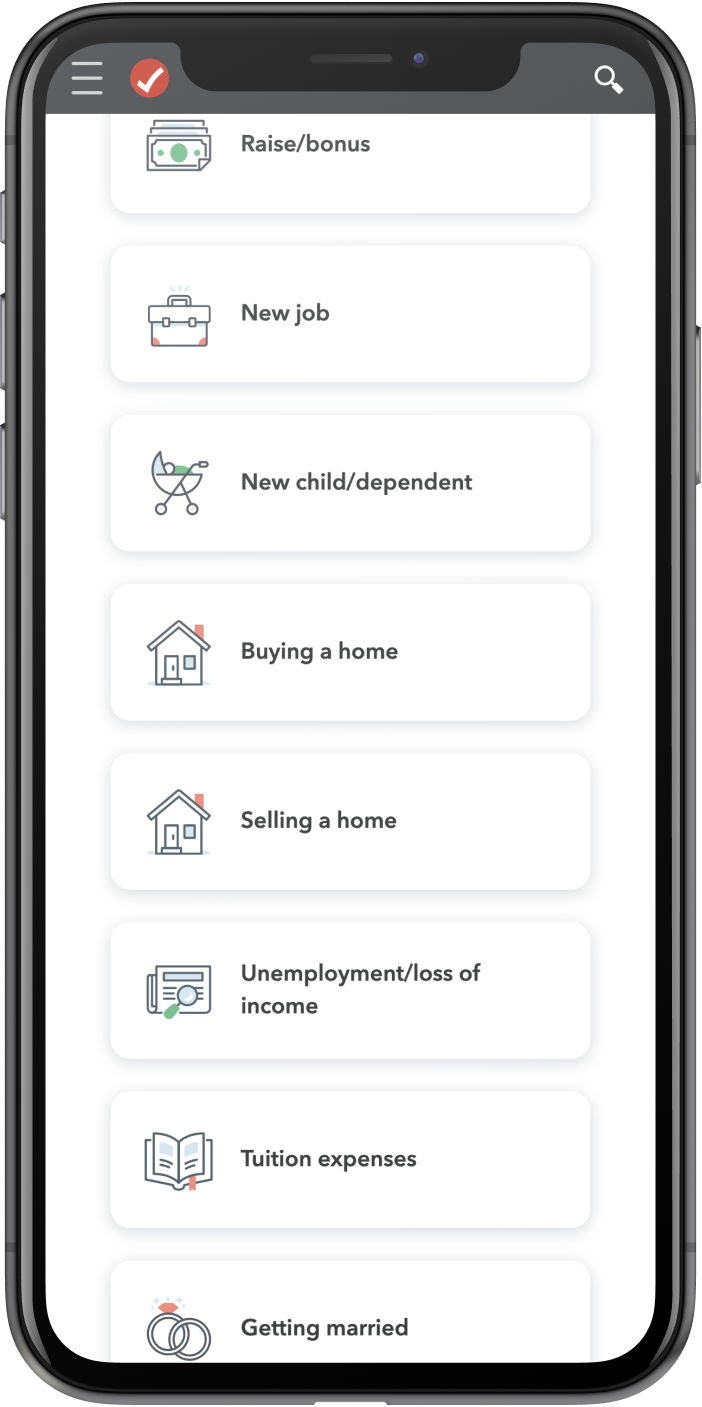 Raise/bonus
New job
New child/dependent
Buying a home
Selling a home
Unemployment/loss of
income
Tuition expenses
Getting married